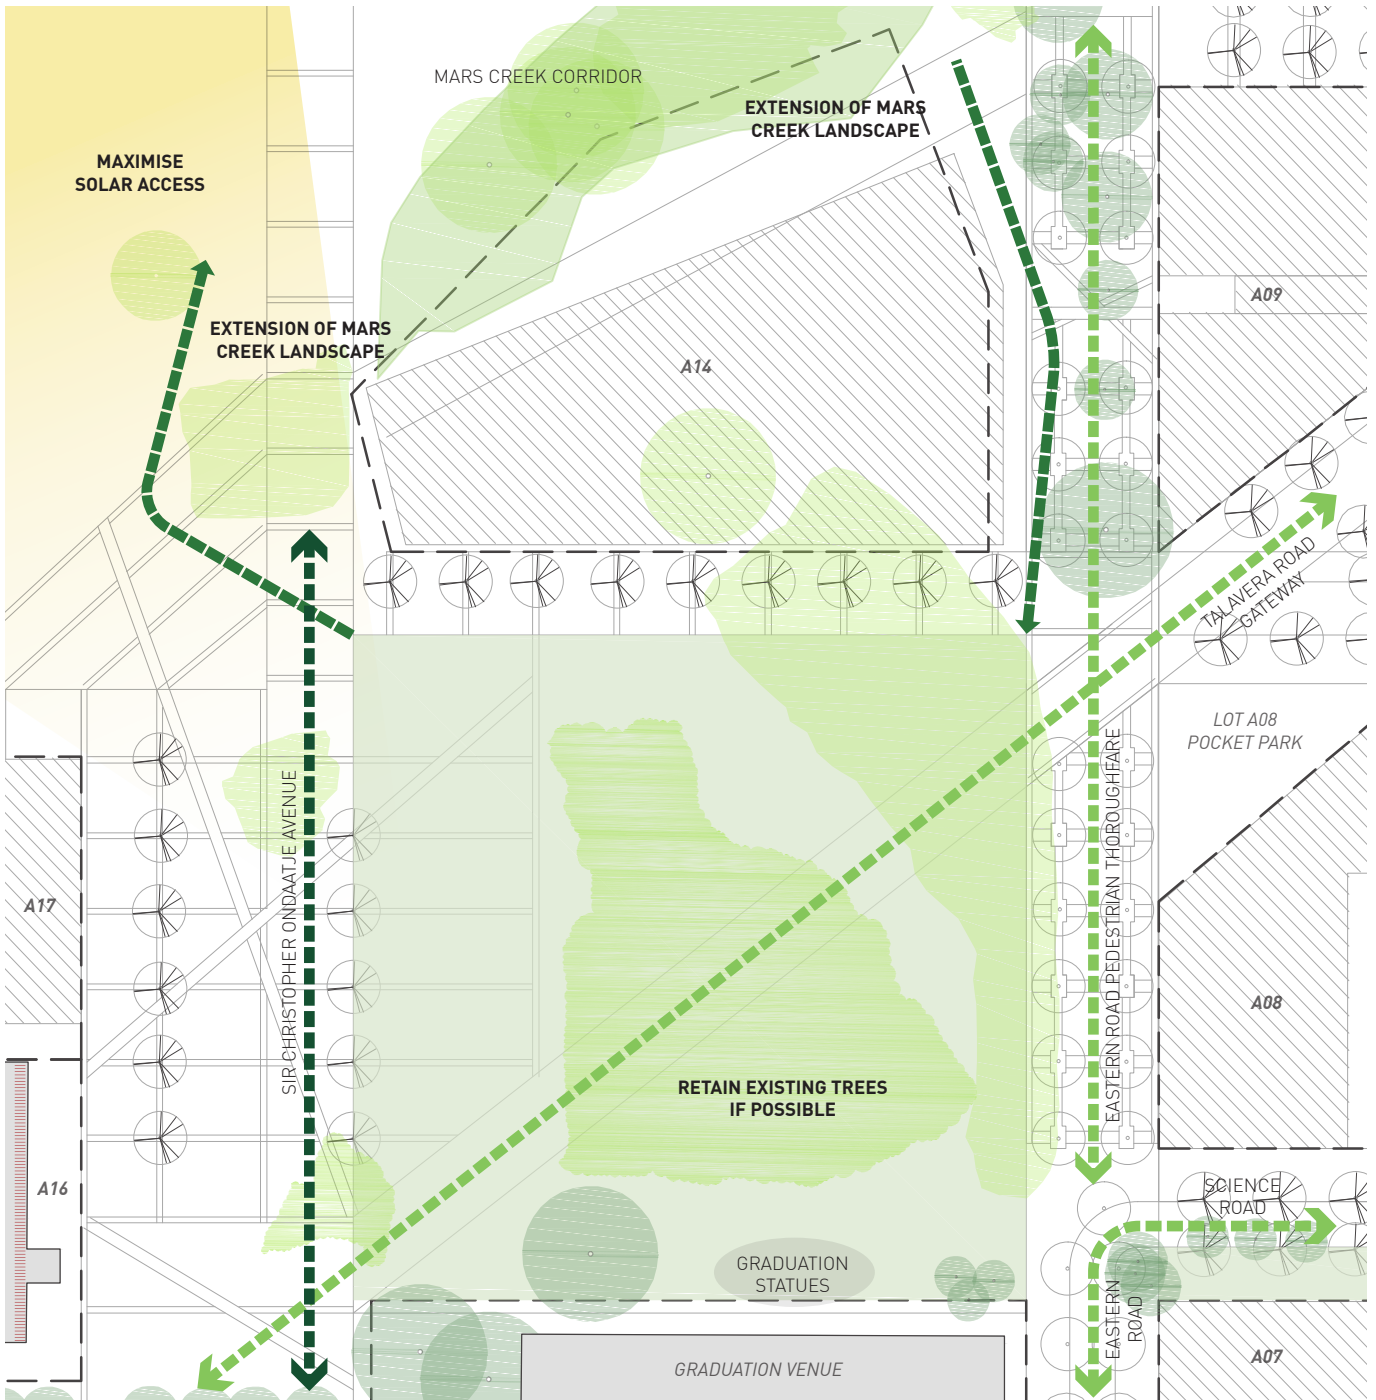 MARS CREEK CORRIDOR
EXTENSION OF MARS
CREEK LANDSCAPE
MAXIMISE
SOLAR ACCESS
A09
EXTENSION OF MARS
CREEK LANDSCAPE
A14
TALAVERA ROAD
GATEWAY
LOT A08
POCKET PARK
SIR CHRISTOPHER ONDAATJE AVENUE
EASTERN ROAD PEDESTRIAN THOROUGHFARE
A17
A08
RETAIN EXISTING TREES
IF POSSIBLE
A16
SCIENCE
ROAD
GRADUATION
STATUES
EASTERN
ROAD
GRADUATION VENUE
A07